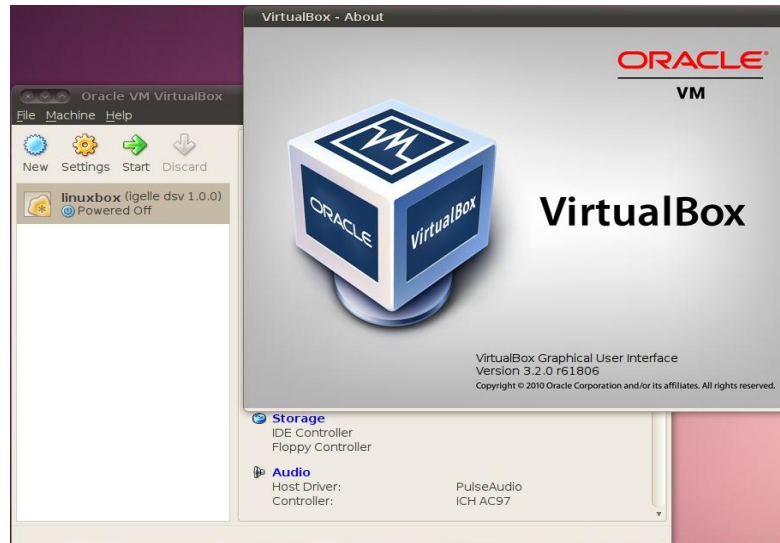 VirtualBox - About
ORACLE
VM
ORACLE
VirtualBox
VirtualBox
VirtualBox Graphical User Interface
Version 3.2.0 r61806
Copyright © 2010 Oracle Corporation and/or its affiliates. All rights reserved.
Oracle VM VirtualBox
File Machine Help
New Settings Start Discard
linuxbox (igelle dsv 1.0.0)
Powered Off
Storage
IDE Controller
Floppy Controller
Audio
Host Driver: PulseAudio
Controller: ICH AC97